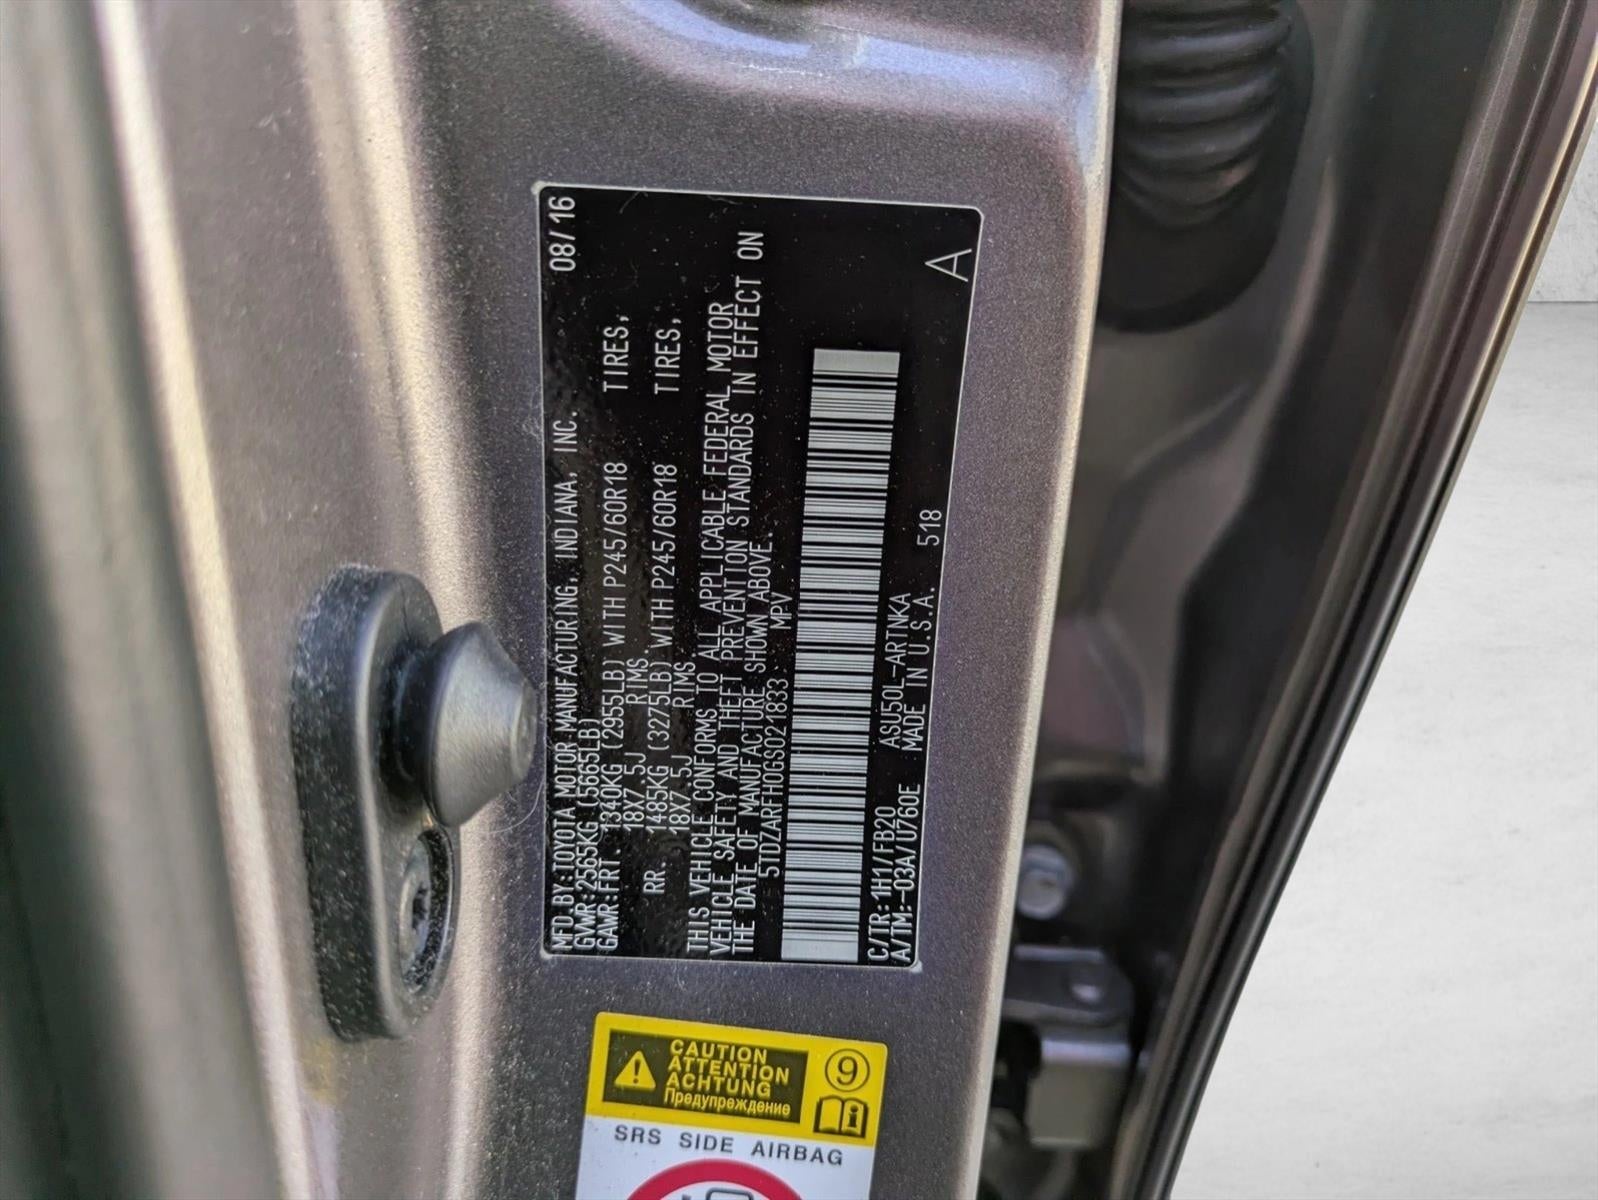 MFD.BY:TOYOTA MOTOR MANUFACTURING, INDIANA, INC. 08/16
GVWR:2565KG (5665LB)
GAWR:FRT 1340KG (2955LB) WITH P245/60R18 TIRES,
18X7.5J RIMS
RR. 1485KG (3275LB) WITH P245/60R18 TIRES,
18X7.5J RIMS
THIS VEHICLE CONFORMS TO ALL APPLICABLE FEDERAL MOTOR
VEHICLE SAFETY AND THEFT PREVENTION STANDARDS IN EFFECT ON
THE DATE OF MANUFACTURE SHOWN ABOVE.
5TDZARFH0GS021833 MPV
C/TR:1H1/FB20 ASU50L-ARTNKA
A/TM:-03A/U760E MADE IN U.S.A. 518 A
CAUTION
ATTENTION
ACHTUNG
Предупреждение
9
i
SRS SIDE AIRBAG